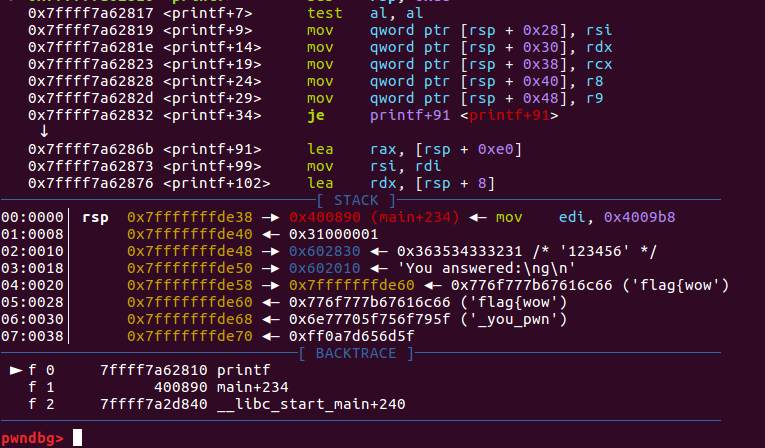 0x7ffff7a62817 <printf+7> test al, al
0x7ffff7a62819 <printf+9> mov qword ptr [rsp + 0x28], rsi
0x7ffff7a6281e <printf+14> mov qword ptr [rsp + 0x30], rdx
0x7ffff7a62823 <printf+19> mov qword ptr [rsp + 0x38], rcx
0x7ffff7a62828 <printf+24> mov qword ptr [rsp + 0x40], r8
0x7ffff7a6282d <printf+29> mov qword ptr [rsp + 0x48], r9
0x7ffff7a62832 <printf+34> je printf+91 <printf+91>
↓
0x7ffff7a6286b <printf+91> lea rax, [rsp + 0xe0]
0x7ffff7a62873 <printf+99> mov rsi, rdi
0x7ffff7a62876 <printf+102> lea rdx, [rsp + 8]
[ STACK ]
00:0000│ rsp 0x7fffffffde38 —► 0x400890 (main+234) ◄— mov edi, 0x4009b8
01:0008│ 0x7fffffffde40 ◄— 0x31000001
02:0010│ 0x7fffffffde48 —► 0x602830 ◄— 0x363534333231 /* '123456' */
03:0018│ 0x7fffffffde50 —► 0x602010 ◄— 'You answered:\ng\n'
04:0020│ 0x7fffffffde58 —► 0x7fffffffde60 ◄— 0x776f777b67616c66 ('flag{wow')
05:0028│ 0x7fffffffde60 ◄— 0x776f777b67616c66 ('flag{wow')
06:0030│ 0x7fffffffde68 ◄— 0x6e77705f756f795f ('_you_pwn')
07:0038│ 0x7fffffffde70 ◄— 0xff0a7d656d5f
[ BACKTRACE ]
► f 0 7ffff7a62810 printf
f 1 400890 main+234
f 2 7ffff7a2d840 __libc_start_main+240
pwndbg>